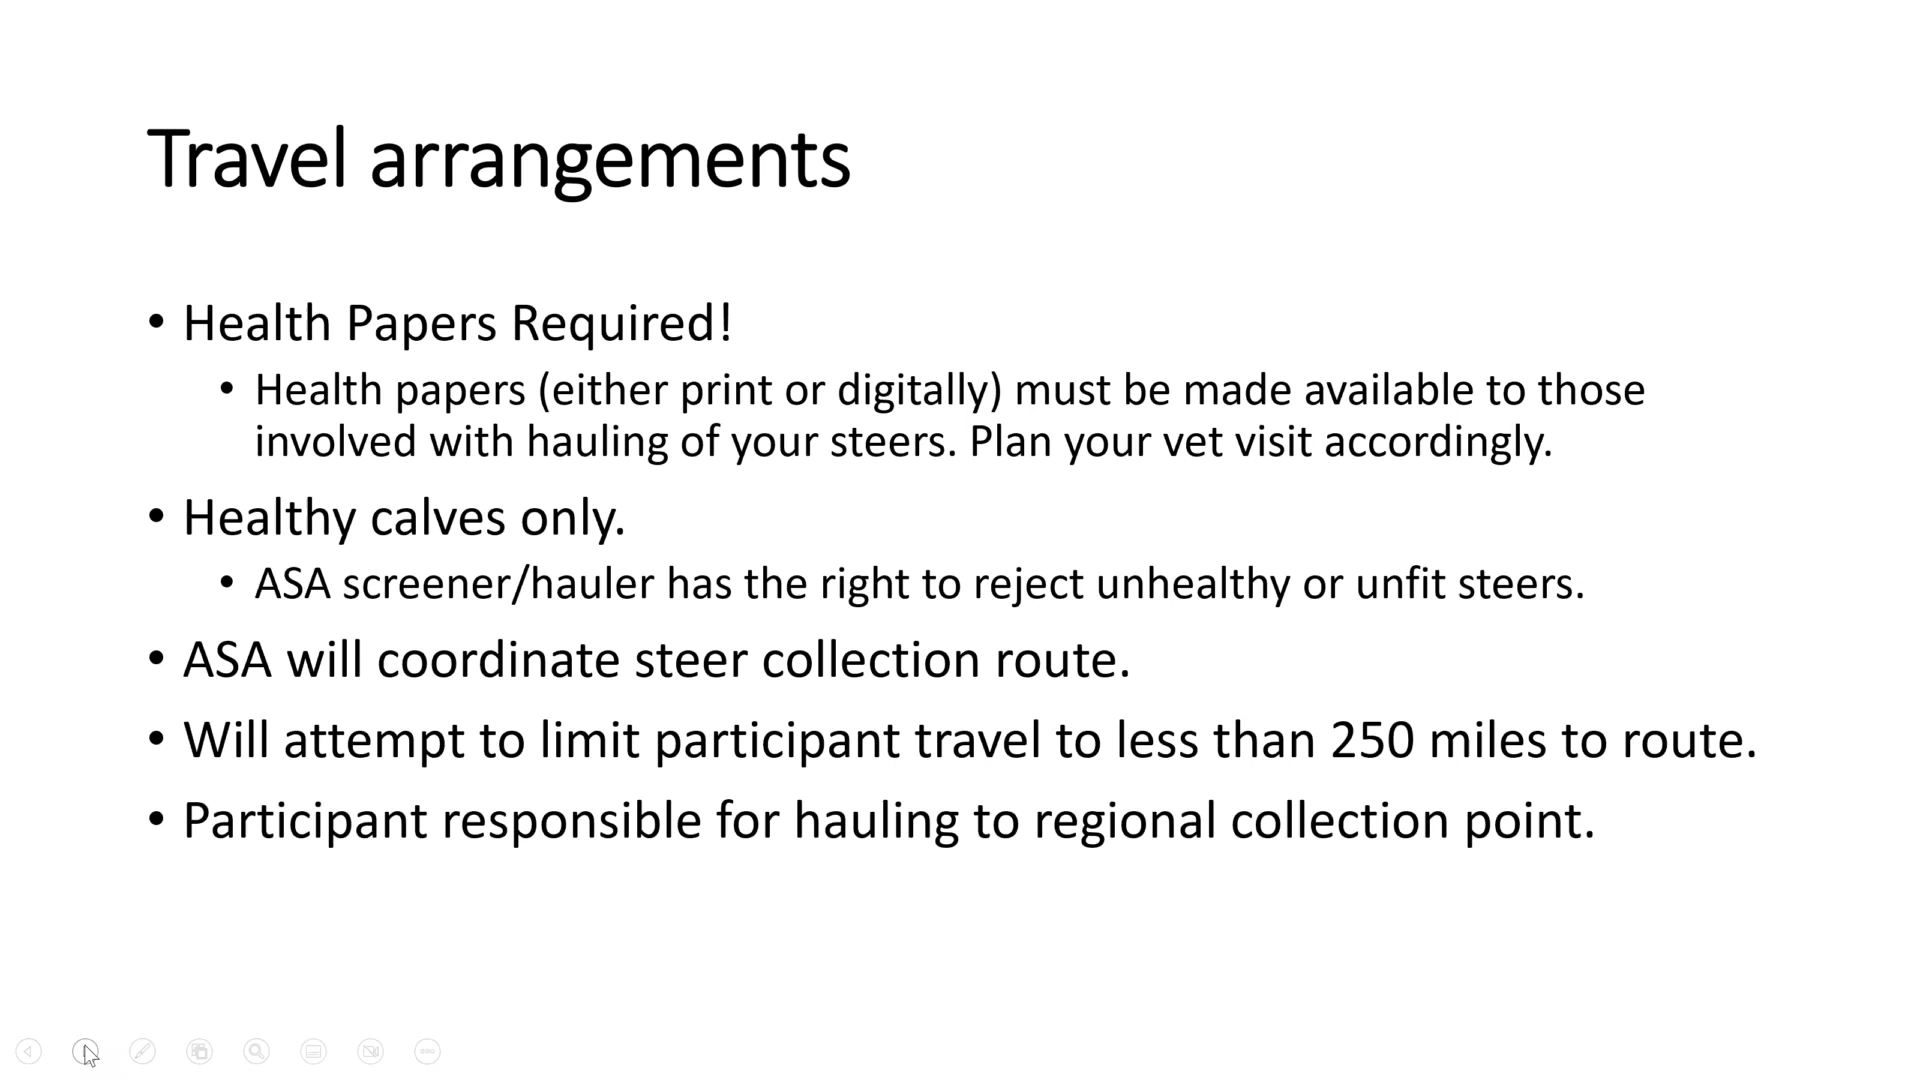 Travel arrangements
• Health Papers Required!
• Health papers (either print or digitally) must be made available to those
involved with hauling of your steers. Plan your vet visit accordingly.
• Healthy calves only.
• ASA screener/hauler has the right to reject unhealthy or unfit steers.
• ASA will coordinate steer collection route.
• Will attempt to limit participant travel to less than 250 miles to route.
• Participant responsible for hauling to regional collection point.